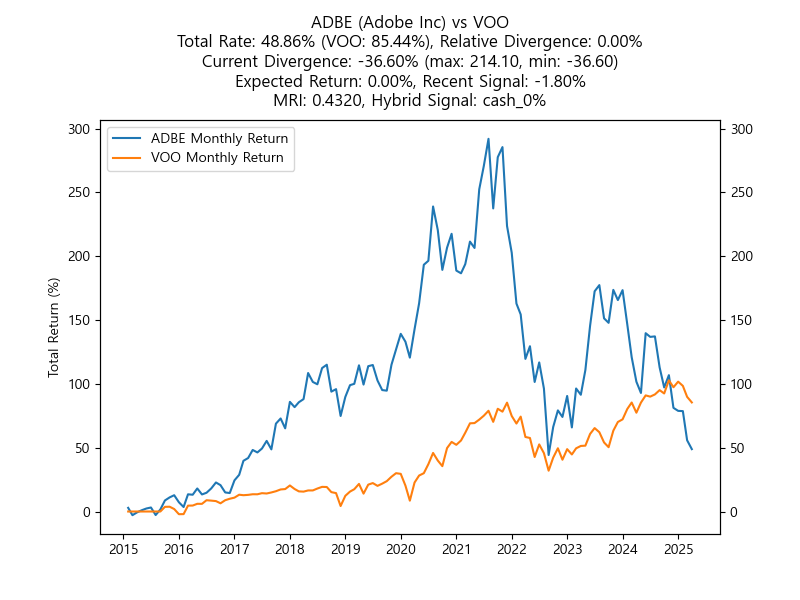 ADBE (Adobe Inc) vs VOO
Total Rate: 48.86% (VOO: 85.44%), Relative Divergence: 0.00%
Current Divergence: -36.60% (max: 214.10, min: -36.60)
Expected Return: 0.00%, Recent Signal: -1.80%
MRI: 0.4320, Hybrid Signal: cash_0%
ADBE Monthly Return
VOO Monthly Return
Total Return (%)
300
250
200
150
100
50
0
300
250
200
150
100
50
0
2015 2016 2017 2018 2019 2020 2021 2022 2023 2024 2025